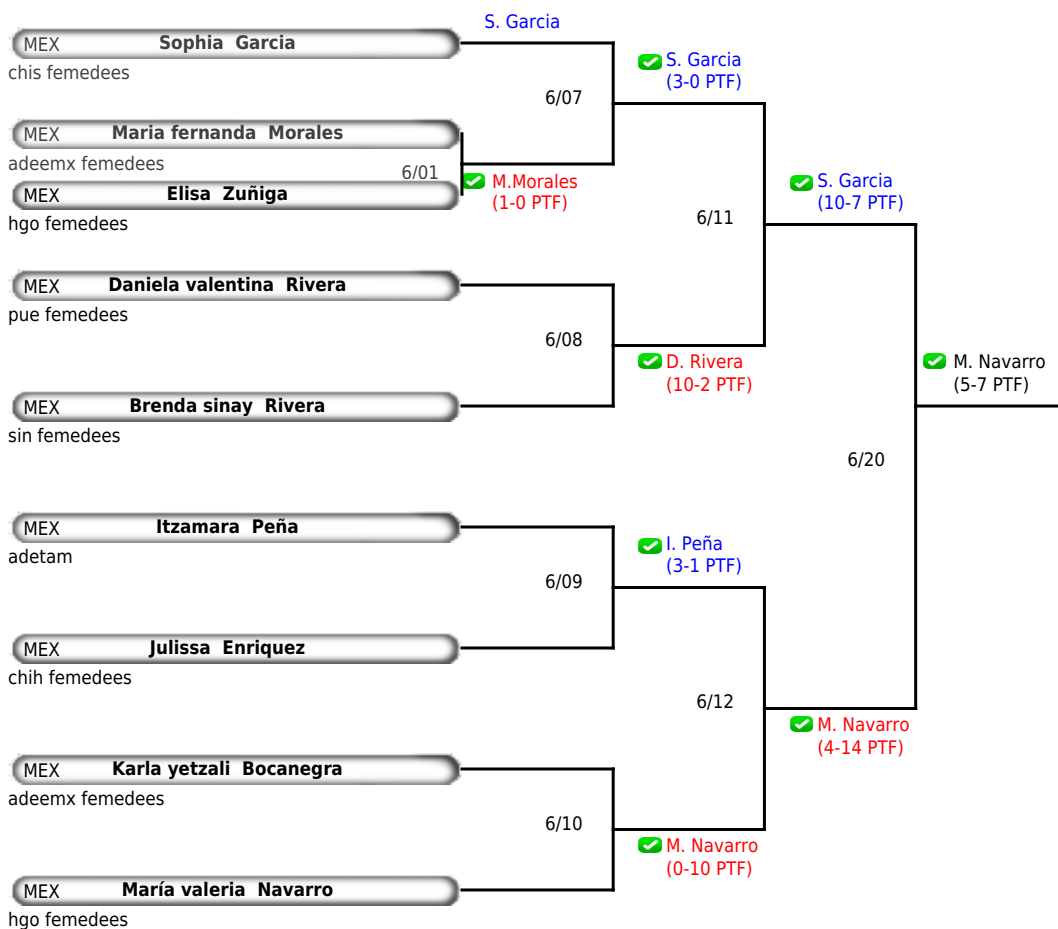 S. Garcia
MEX Sophia Garcia
chis femedees
S. Garcia
(3-0 PTF)
6/07
MEX Maria fernanda Morales
adeemx femedees
6/01
M.Morales
(1-0 PTF)
MEX Elisa Zuñiga
hgo femedees
S. Garcia
(10-7 PTF)
6/11
MEX Daniela valentina Rivera
pue femedees
6/08
D. Rivera
(10-2 PTF)
M. Navarro
(5-7 PTF)
MEX Brenda sinay Rivera
sin femedees
6/20
MEX Itzamara Peña
adetam
I. Peña
(3-1 PTF)
6/09
MEX Julissa Enriquez
chih femedees
6/12
M. Navarro
(4-14 PTF)
MEX Karla yetzali Bocanegra
adeemx femedees
6/10
M. Navarro
(0-10 PTF)
MEX María valeria Navarro
hgo femedees